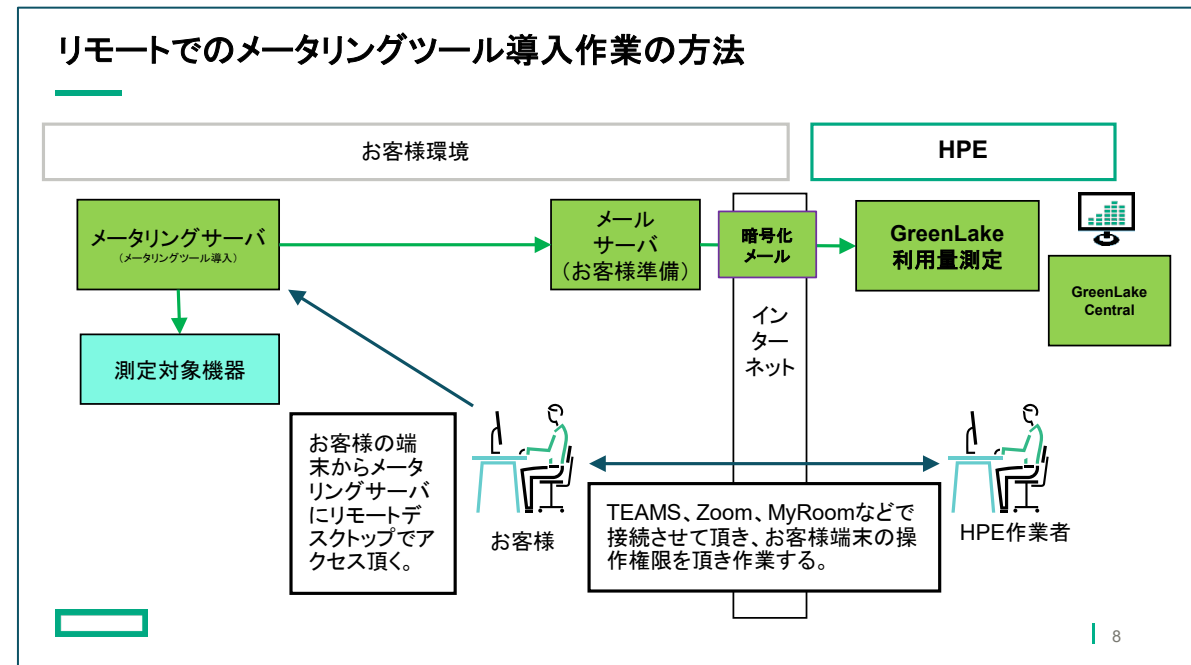 リモートでのメータリングツール導入作業の方法
お客様環境
HPE
メータリングサーバ
(メータリングツール導入)
メール
サーバ
(お客様準備)
暗号化
メール
GreenLake
利用量測定
GreenLake
Central
測定対象機器
イン
ター
ネット
お客様の端
末からメータ
リングサーバ
にリモートデ
スクトップでア
クセス頂く。
お客様
TEAMS、Zoom、MyRoomなどで
接続させて頂き、お客様端末の操
作権限を頂き作業する。
HPE作業者
8